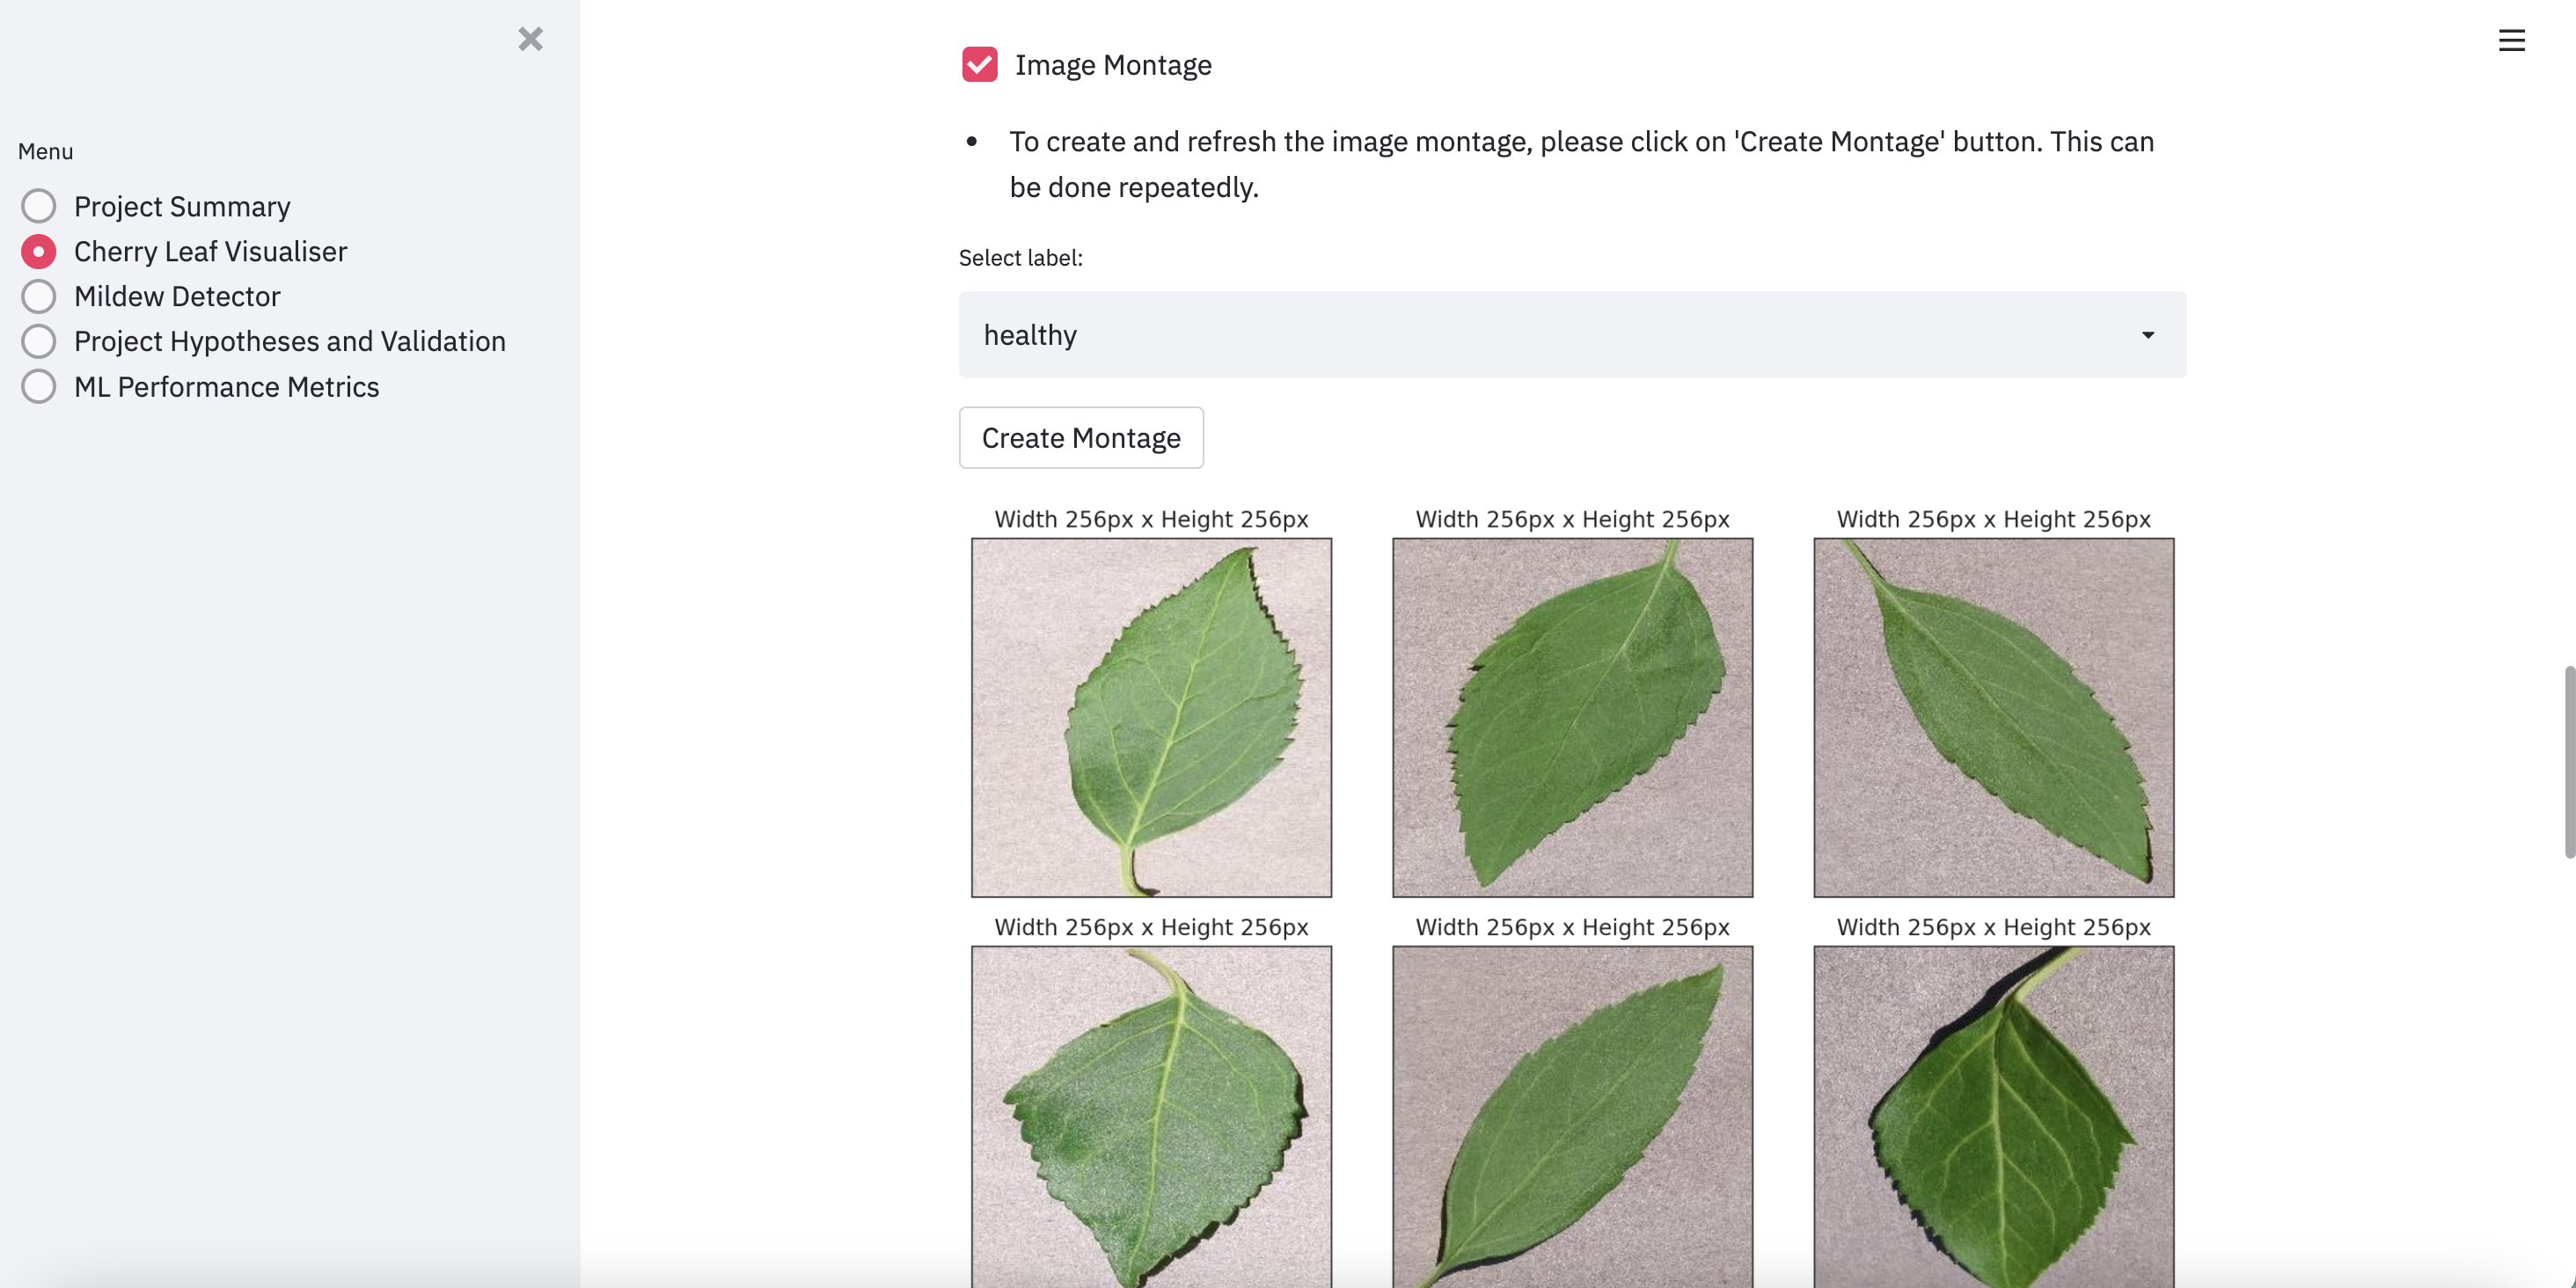 Menu
Project Summary
Cherry Leaf Visualiser
Mildew Detector
Project Hypotheses and Validation
ML Performance Metrics
Image Montage
To create and refresh the image montage, please click on 'Create Montage' button. This can
be done repeatedly.
Select label:
healthy
Create Montage
Width 256px x Height 256px
Width 256px x Height 256px
Width 256px x Height 256px
Width 256px x Height 256px
Width 256px x Height 256px
Width 256px x Height 256px